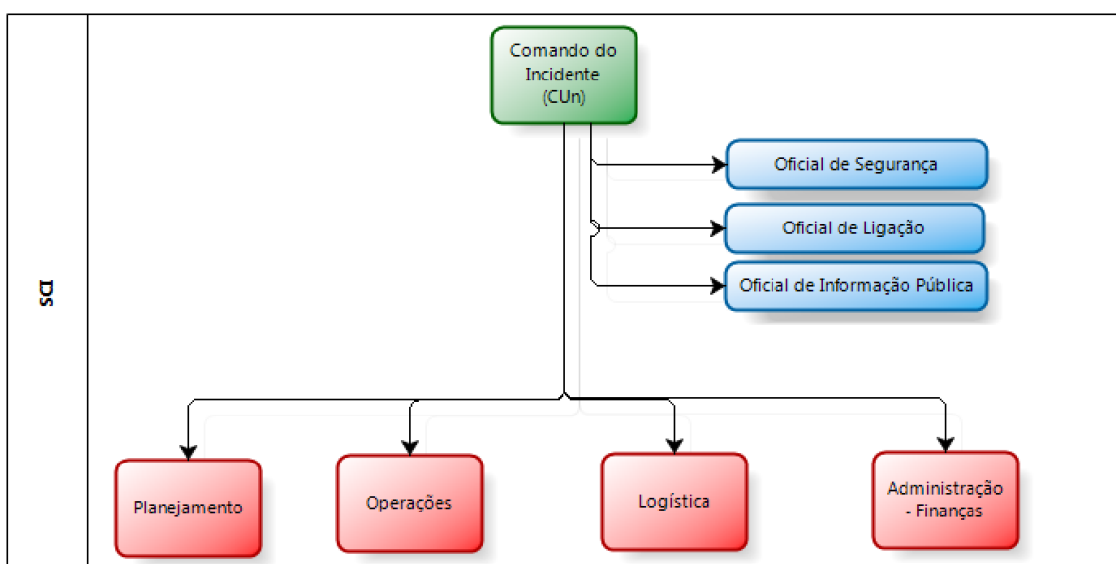 SCI
Comando do
Incidente
(CUn)
Oficial de Segurança
Oficial de Ligação
Oficial de Informação Pública
Planejamento
Operações
Logística
Administração
- Finanças